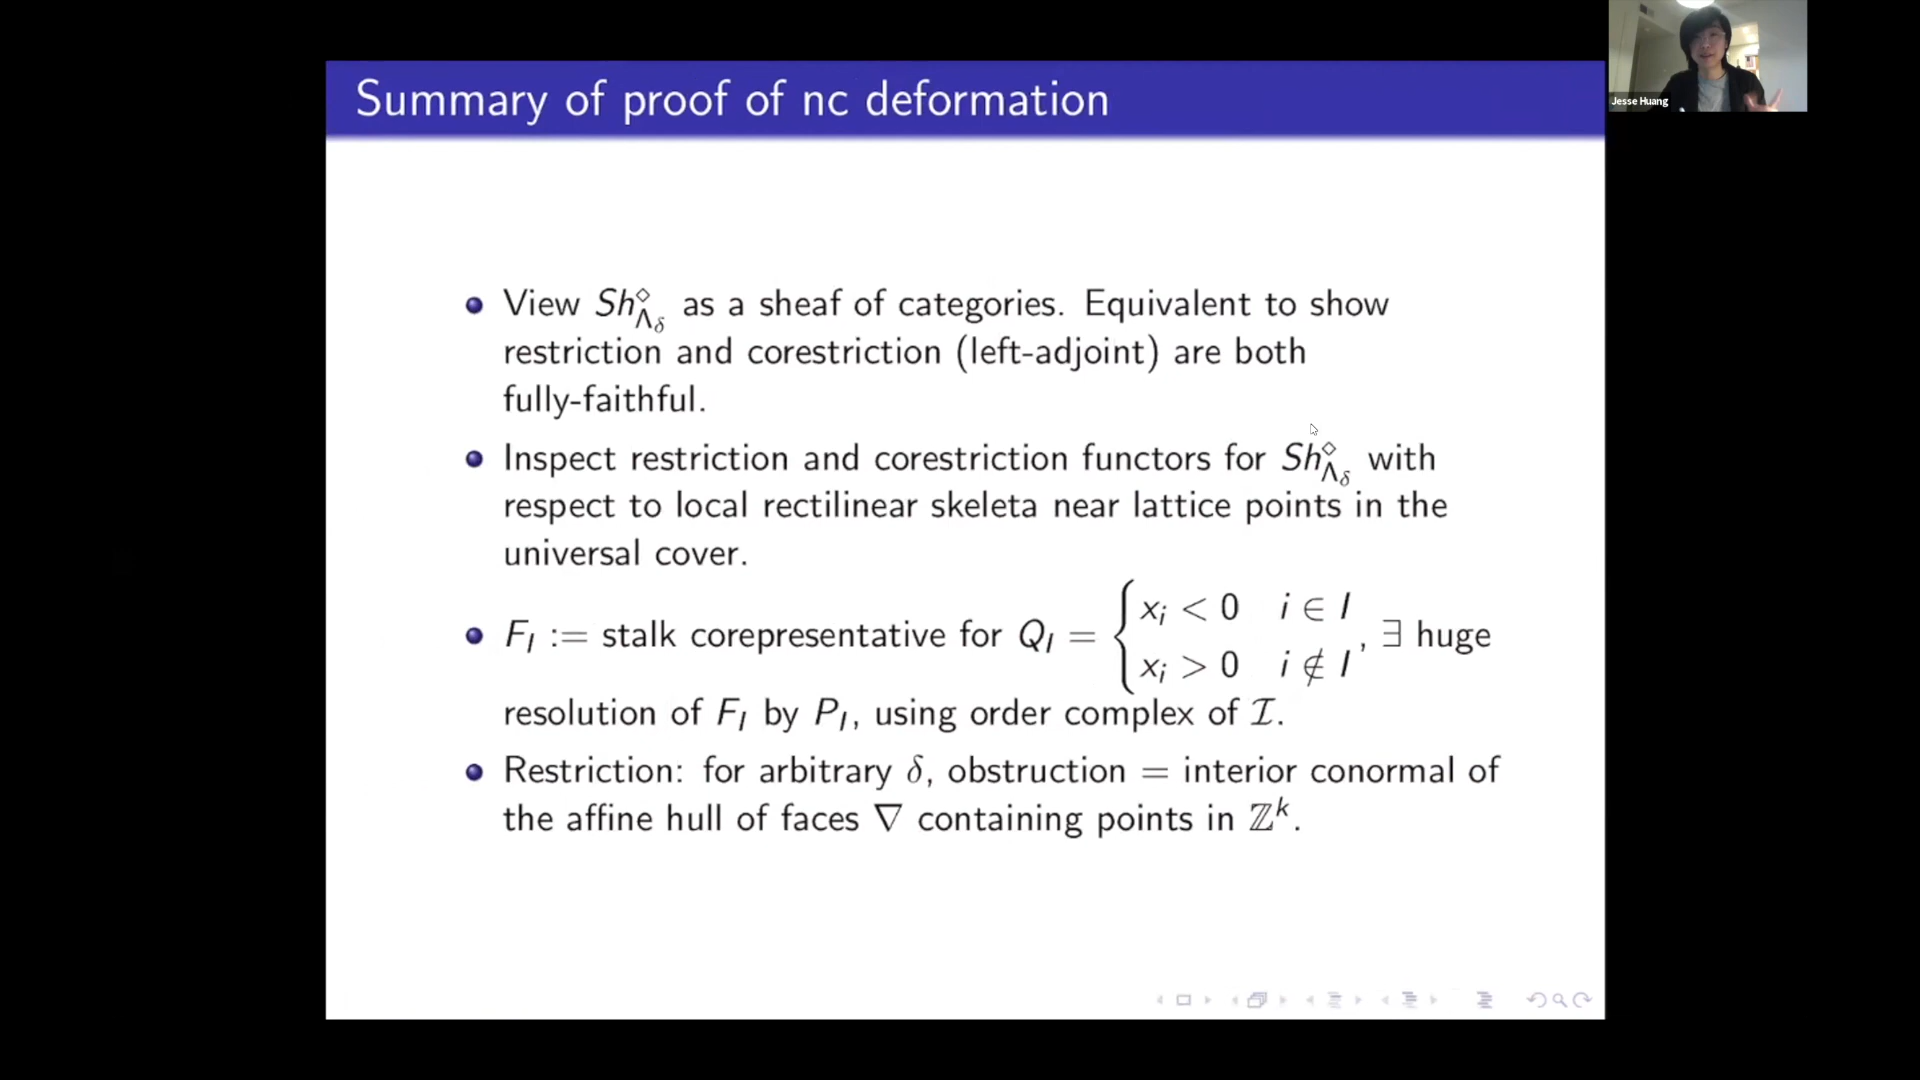 Summary of proof of nc deformation
Jesse Huang
View Sh^◇_{Λ_δ} as a sheaf of categories. Equivalent to show
restriction and corestriction (left-adjoint) are both
fully-faithful.
Inspect restriction and corestriction functors for Sh^◇_{Λ_δ} with
respect to local rectilinear skeleta near lattice points in the
universal cover.
F_I := stalk corepresentative for Q_I = { x_i < 0 i ∈ I
x_i > 0 i ∉ I , ∃ huge
resolution of F_I by P_I, using order complex of ℐ.
Restriction: for arbitrary δ, obstruction = interior conormal of
the affine hull of faces ∇ containing points in ℤ^k.